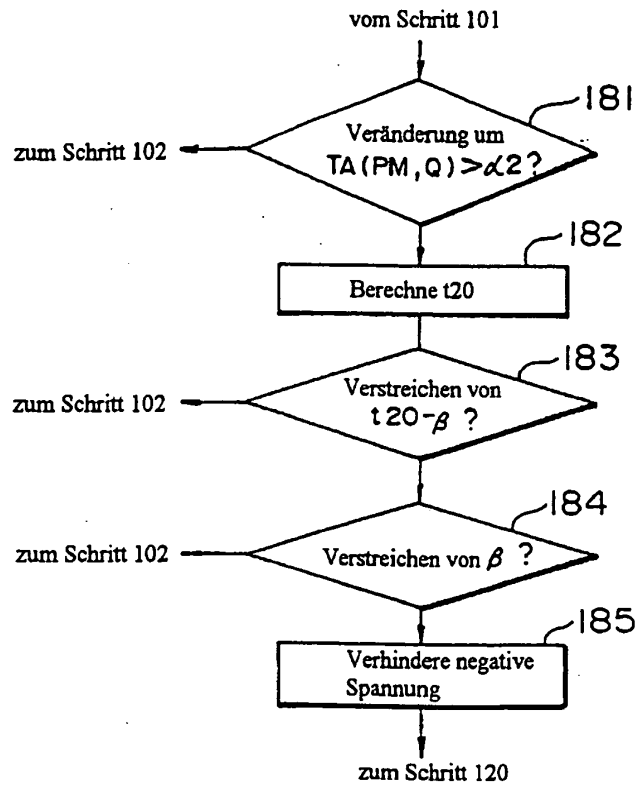 vom Schritt 101
181
Veränderung um
TA(PM,Q)>α2?
zum Schritt 102
182
Berechne t20
183
Verstreichen von
t20-β ?
zum Schritt 102
184
Verstreichen von β ?
zum Schritt 102
185
Verhindere negative
Spannung
zum Schritt 120